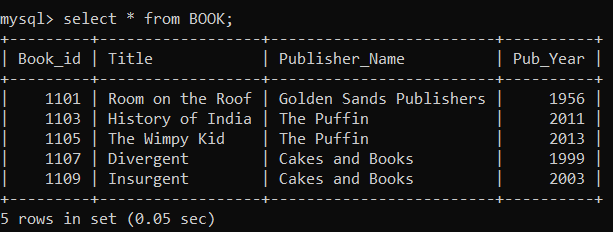 mysql> select * from BOOK;
+---------+-----------------+------------------------+----------+
| Book_id | Title           | Publisher_Name         | Pub_Year |
+---------+-----------------+------------------------+----------+
|    1101 | Room on the Roof | Golden Sands Publishers |     1956 |
|    1103 | History of India | The Puffin             |     2011 |
|    1105 | The Wimpy Kid    | The Puffin             |     2013 |
|    1107 | Divergent        | Cakes and Books        |     1999 |
|    1109 | Insurgent        | Cakes and Books        |     2003 |
+---------+-----------------+------------------------+----------+
5 rows in set (0.05 sec)